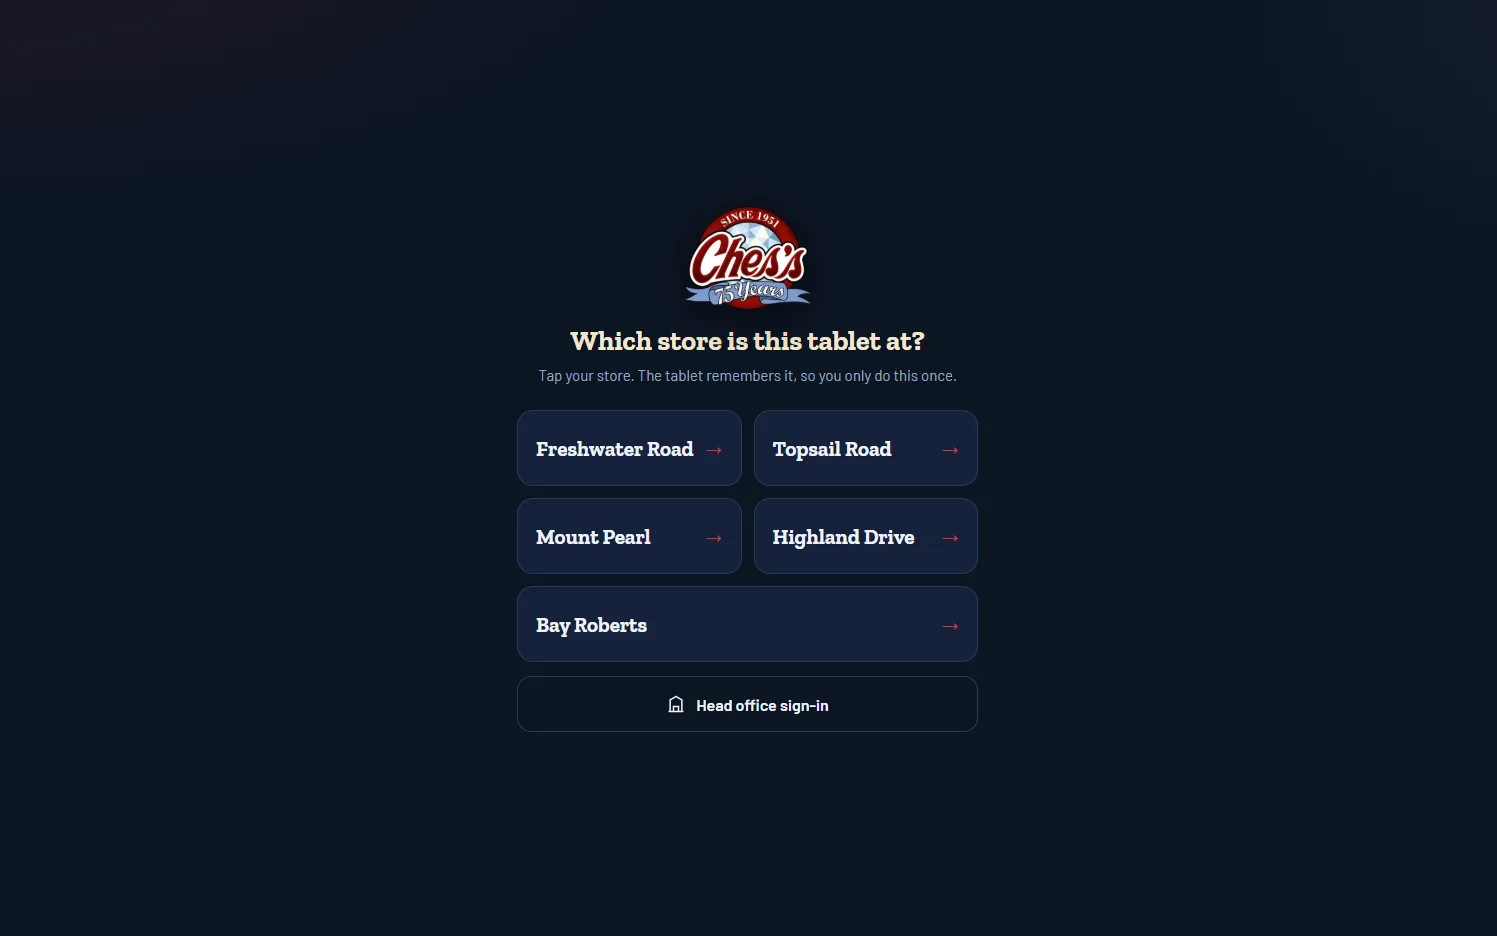 SINCE 1951
Ches's
75 Years
Which store is this tablet at?
Tap your store. The tablet remembers it, so you only do this once.
Freshwater Road →
Topsail Road →
Mount Pearl →
Highland Drive →
Bay Roberts →
Head office sign-in